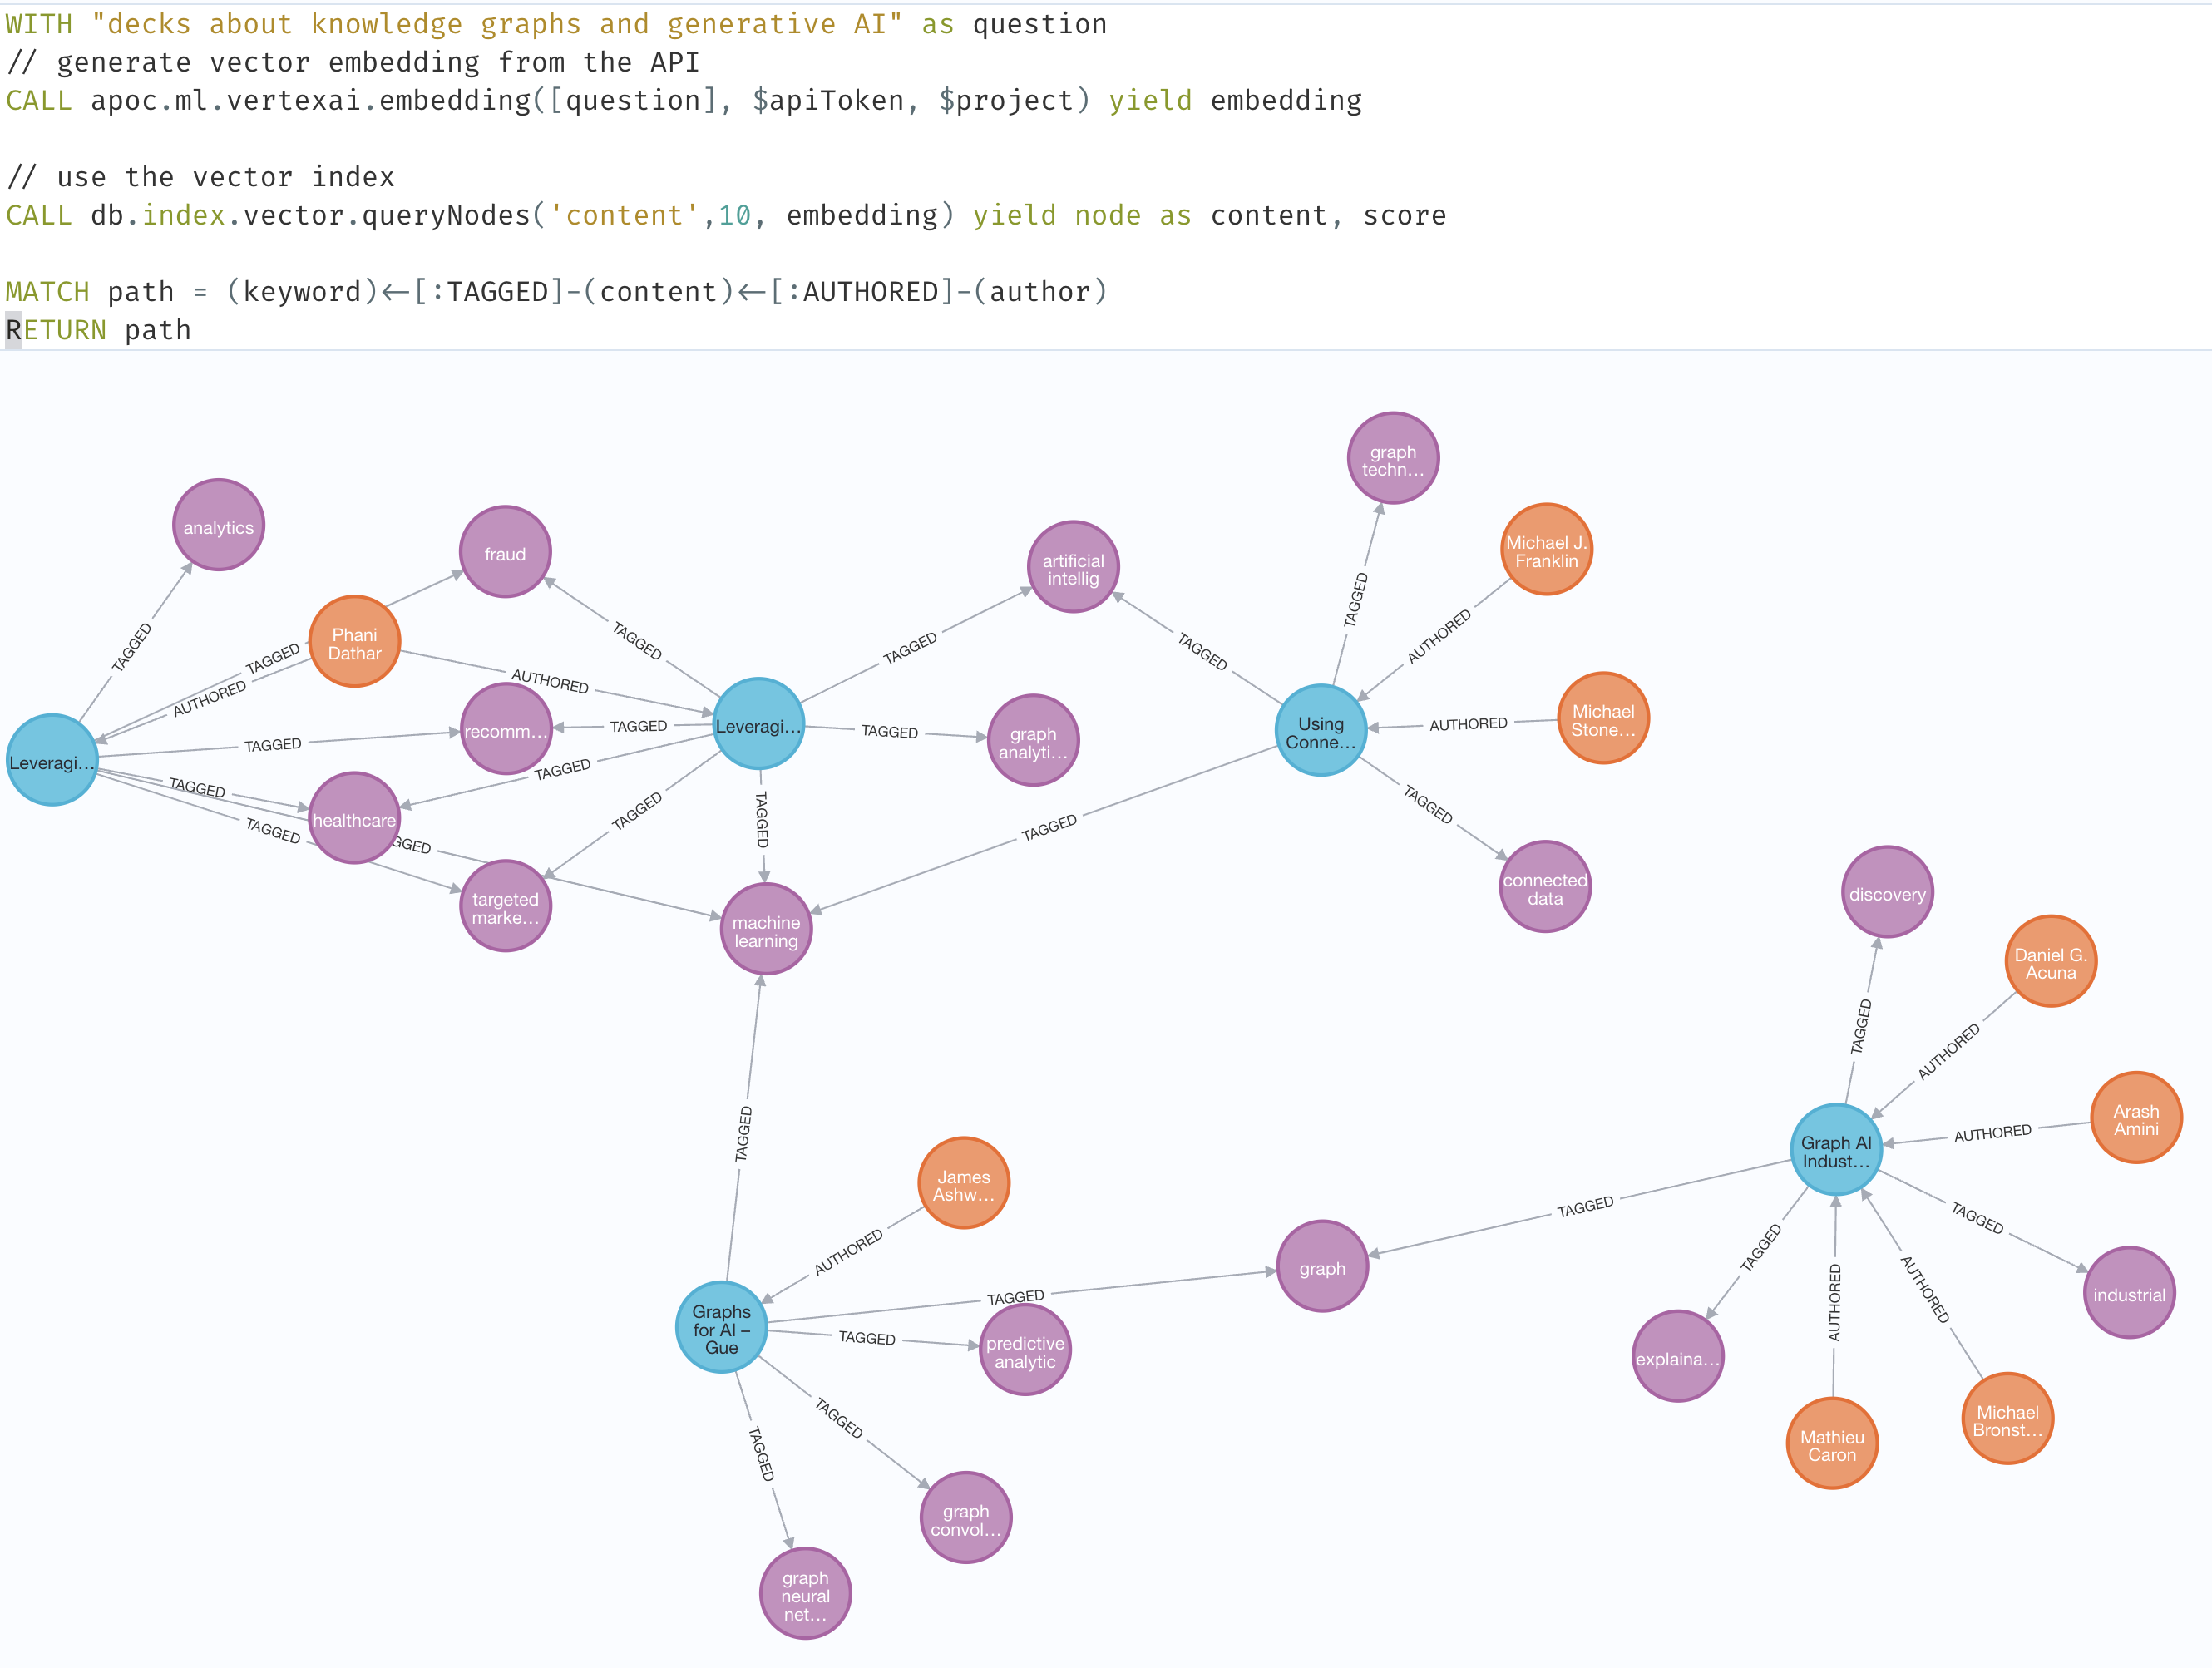 WITH "decks about knowledge graphs and generative AI" as question
// generate vector embedding from the API
CALL apoc.ml.vertexai.embedding([question], $apiToken, $project) yield embedding
// use the vector index
CALL db.index.vector.queryNodes('content',10, embedding) yield node as content, score
MATCH path = (keyword)<-[:TAGGED]-(content)<-[:AUTHORED]-(author)
RETURN path
graph
techn…
analytics
fraud
artificial
intellig
Michael J.
Franklin
TAGGED
AUTHORED
TAGGED
Phani
Dathar
TAGGED
TAGGED
TAGGED
TAGGED
AUTHORED
AUTHORED
Leveragi…
recomm…
Leveragi…
TAGGED
TAGGED
TAGGED
graph
analyti…
Using
Conne…
AUTHORED
Michael
Stone…
TAGGED
TAGGED
healthcare
TAGGED
GGED
TAGGED
TAGGED
TAGGED
TAGGED
connected
data
targeted
marke…
machine
learning
discovery
Daniel G.
Acuna
TAGGED
AUTHORED
TAGGED
Graph AI
Indust…
AUTHORED
Arash
Amini
James
Ashw…
AUTHORED
TAGGED
TAGGED
TAGGED
AUTHORED
AUTHORED
graph
industrial
Graphs
for AI –
Gue
TAGGED
TAGGED
predictive
analytic
explaina…
TAGGED
TAGGED
Mathieu
Caron
Michael
Bronst…
graph
convol…
graph
neural
net…